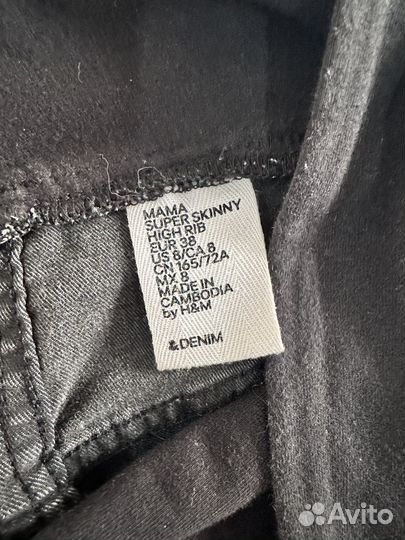 MAMA
SUPER SKINNY
HIGH RIB
EUR 38
US 8/CA 8
CN 165/72A
MX 8
MADE IN
CAMBODIA
by H&M
&DENIM
Avito